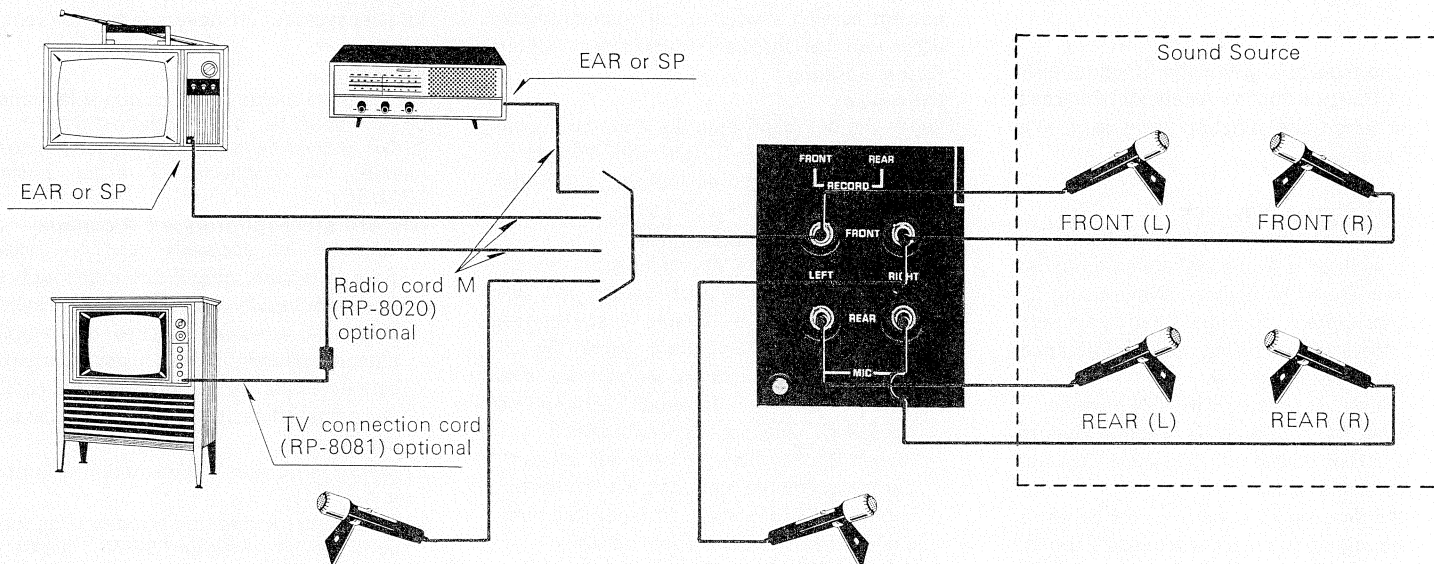 EAR or SP
EAR or SP
Radio cord M
(RP-8020)
optional
TV connection cord
(RP-8081) optional
FRONT REAR
RECORD
FRONT
LEFT RIGHT
REAR
MIC
Sound Source
FRONT (L) FRONT (R)
REAR (L) REAR (R)